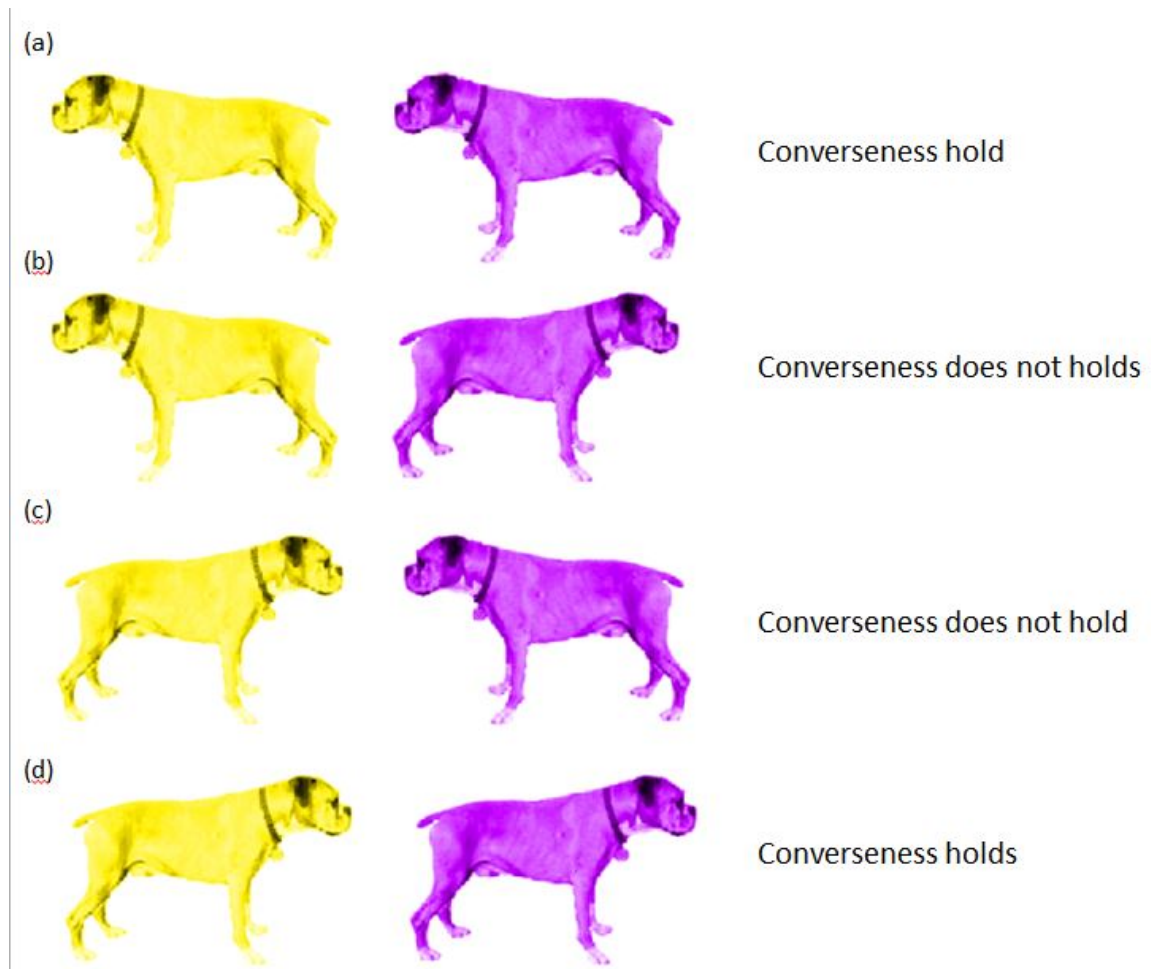 (a)
Converseness hold
(b)
Converseness does not holds
(c)
Converseness does not hold
(d)
Converseness holds